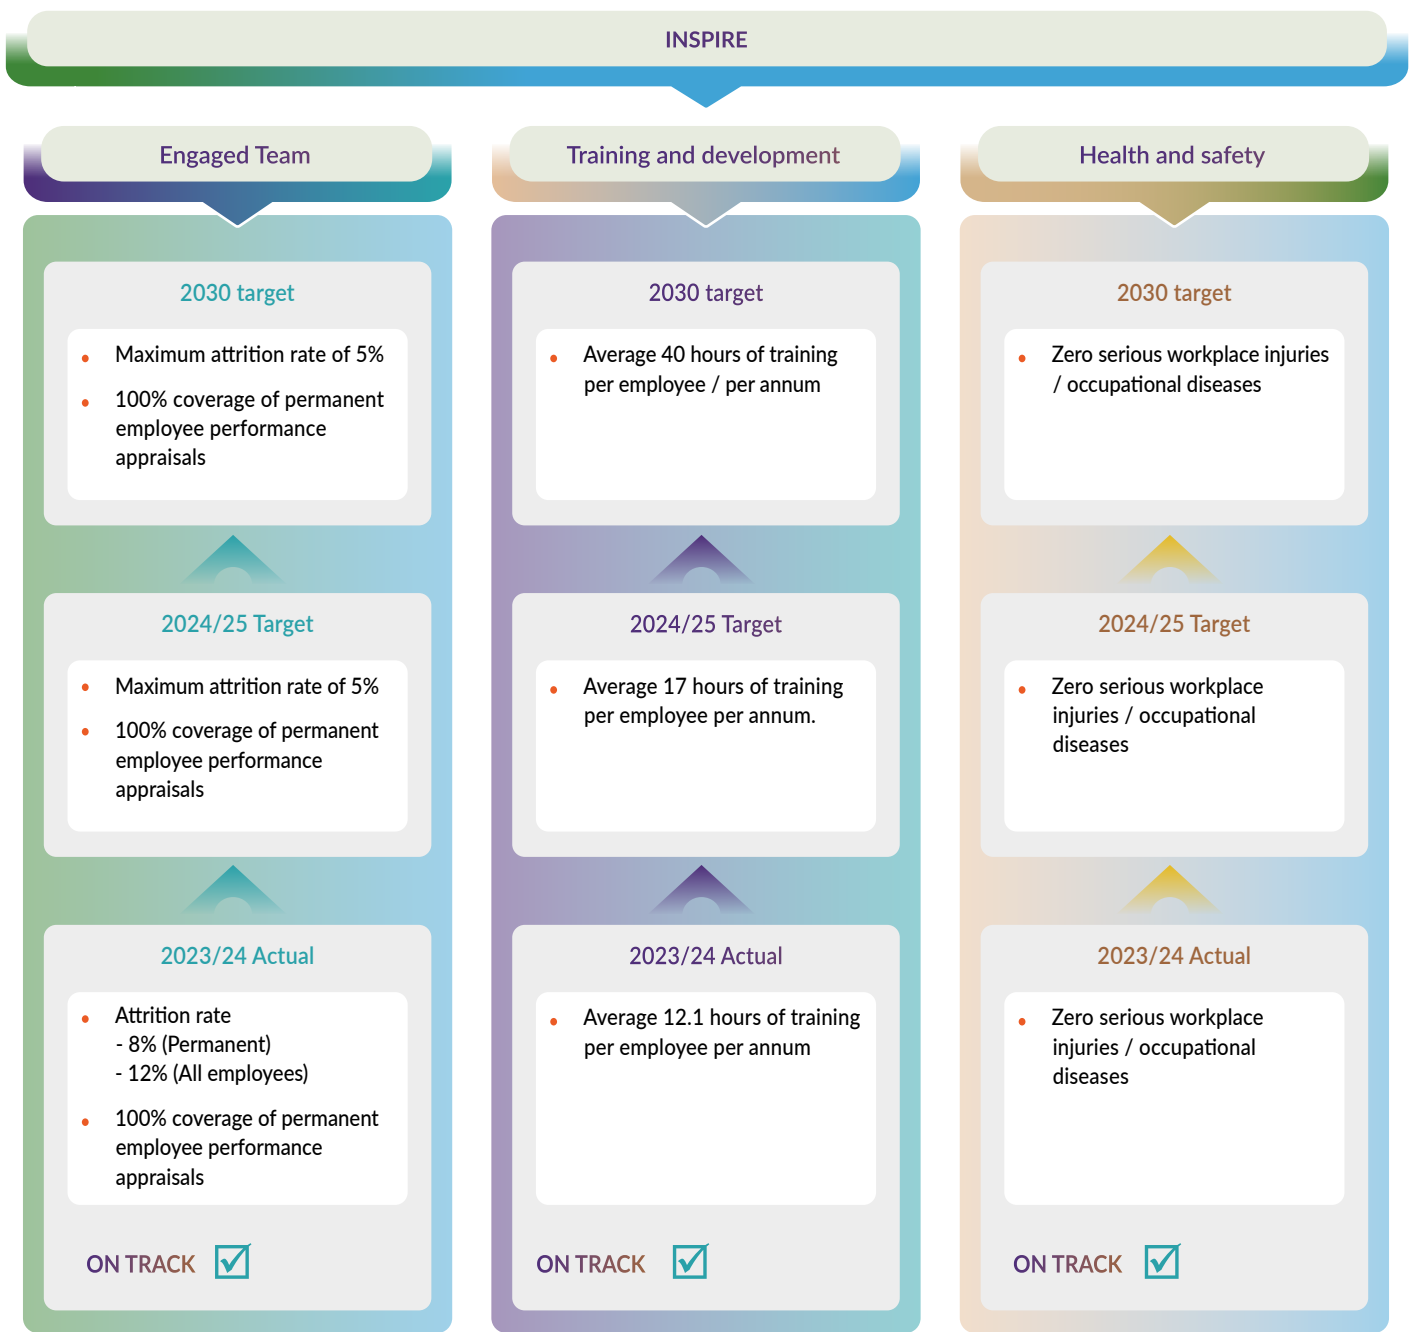 INSPIRE
Engaged Team
2030 target
• Maximum attrition rate of 5%
• 100% coverage of permanent
employee performance
appraisals
2024/25 Target
• Maximum attrition rate of 5%
• 100% coverage of permanent
employee performance
appraisals
2023/24 Actual
• Attrition rate
- 8% (Permanent)
- 12% (All employees)
• 100% coverage of permanent
employee performance
appraisals
ON TRACK
Training and development
2030 target
• Average 40 hours of training
per employee / per annum
2024/25 Target
• Average 17 hours of training
per employee per annum.
2023/24 Actual
• Average 12.1 hours of training
per employee per annum
ON TRACK
Health and safety
2030 target
• Zero serious workplace injuries
/ occupational diseases
2024/25 Target
• Zero serious workplace
injuries / occupational
diseases
2023/24 Actual
• Zero serious workplace
injuries / occupational
diseases
ON TRACK